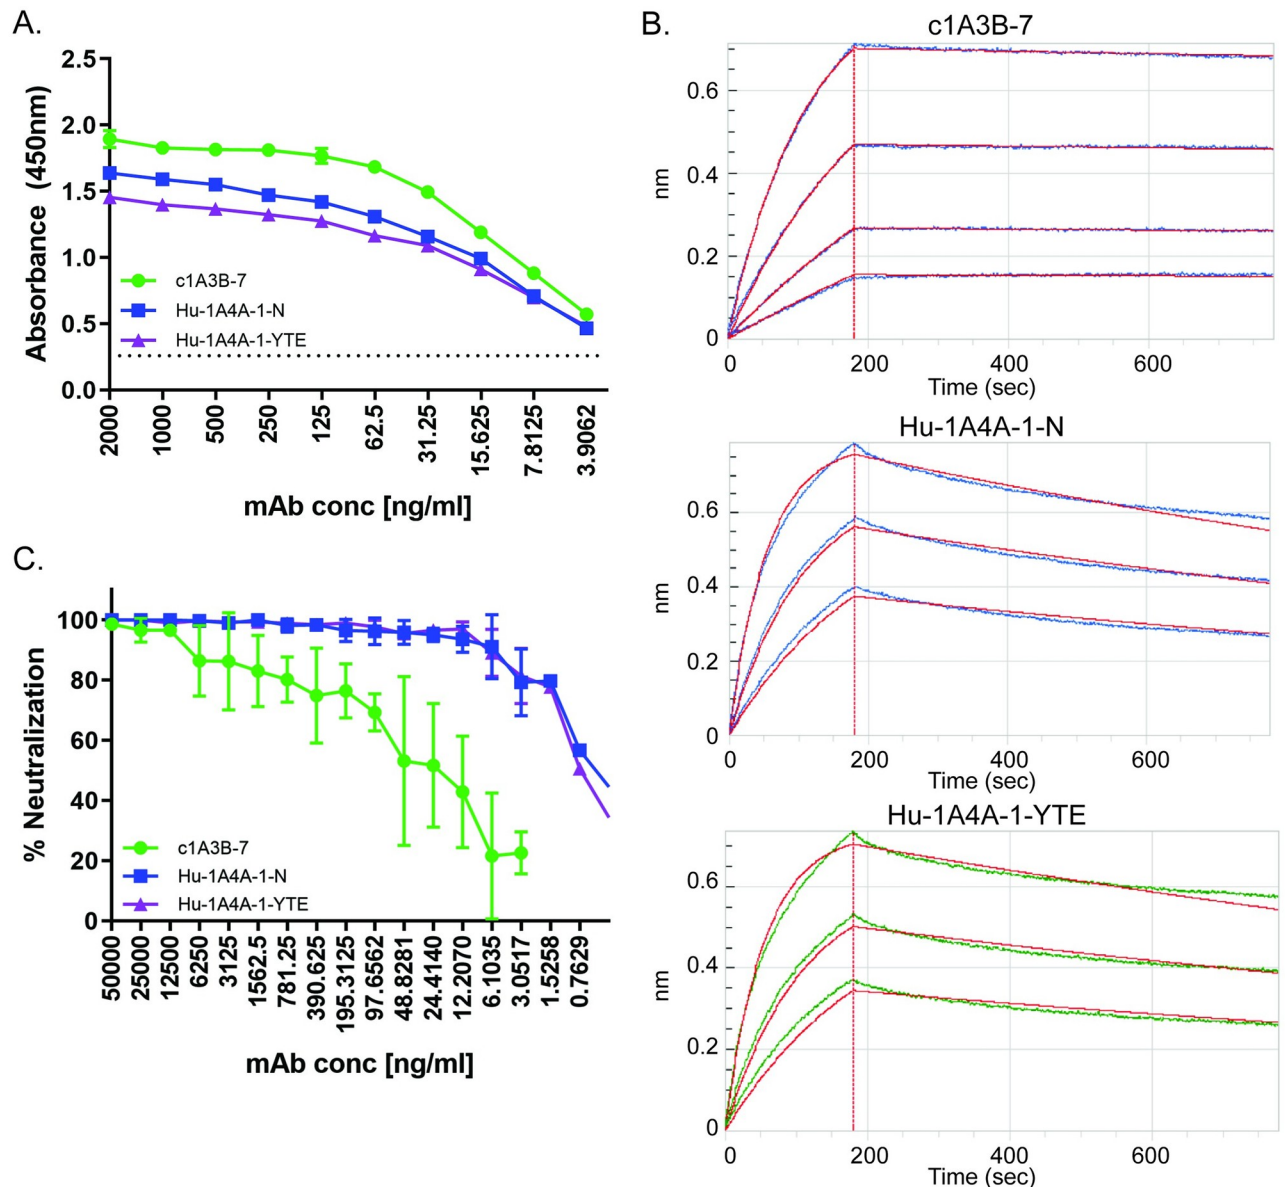 A.
2.5
2.0
1.5
1.0
0.5
0.0
Absorbance (450nm)
c1A3B-7
Hu-1A4A-1-N
Hu-1A4A-1-YTE
2000
1000
500
250
125
62.5
31.25
15.625
7.8125
3.9062
mAb conc [ng/ml]
B.
c1A3B-7
0.6
0.4
0.2
0
nm
0
200
400
600
Time (sec)
Hu-1A4A-1-N
0.6
0.4
0.2
0
nm
0
200
400
600
Time (sec)
Hu-1A4A-1-YTE
0.6
0.4
0.2
0
nm
0
200
400
600
Time (sec)
C.
100
80
60
40
20
0
% Neutralization
c1A3B-7
Hu-1A4A-1-N
Hu-1A4A-1-YTE
50000
25000
12500
6250
3125
1562.5
781.25
390.625
195.3125
97.6562
48.8281
24.4140
12.2070
6.1035
3.0517
1.5258
0.7629
mAb conc [ng/ml]